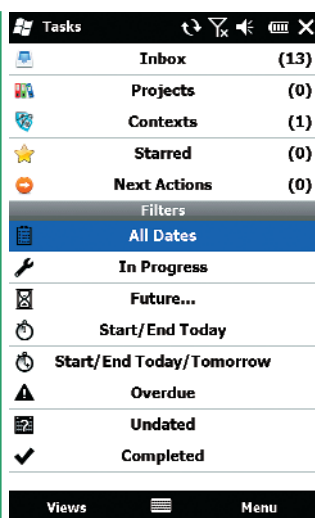 Tasks
Inbox (13)
Projects (0)
Contexts (1)
Starred (0)
Next Actions (0)
Filters
All Dates
In Progress
Future...
Start/End Today
Start/End Today/Tomorrow
Overdue
Undated
Completed
Views Menu